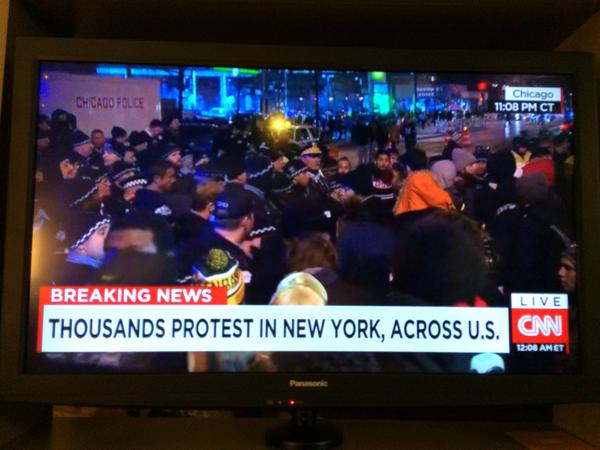 CHICAGO POLICE
Chicago
11:08 PM CT
BREAKING NEWS
THOUSANDS PROTEST IN NEW YORK, ACROSS U.S.
LIVE
CNN
12:08 AM ET
Panasonic